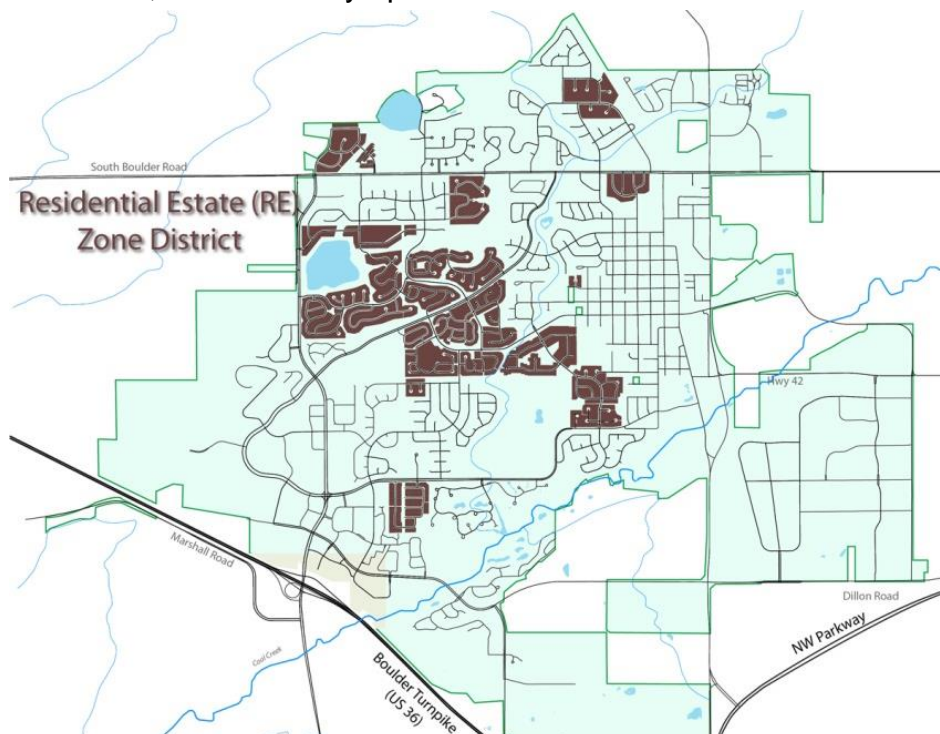 South Boulder Road
Residential Estate (RE)
Zone District
Hwy 42
Marshall Road
Dillon Road
NW Parkway
Coal Creek
Boulder Turnpike
(US 36)